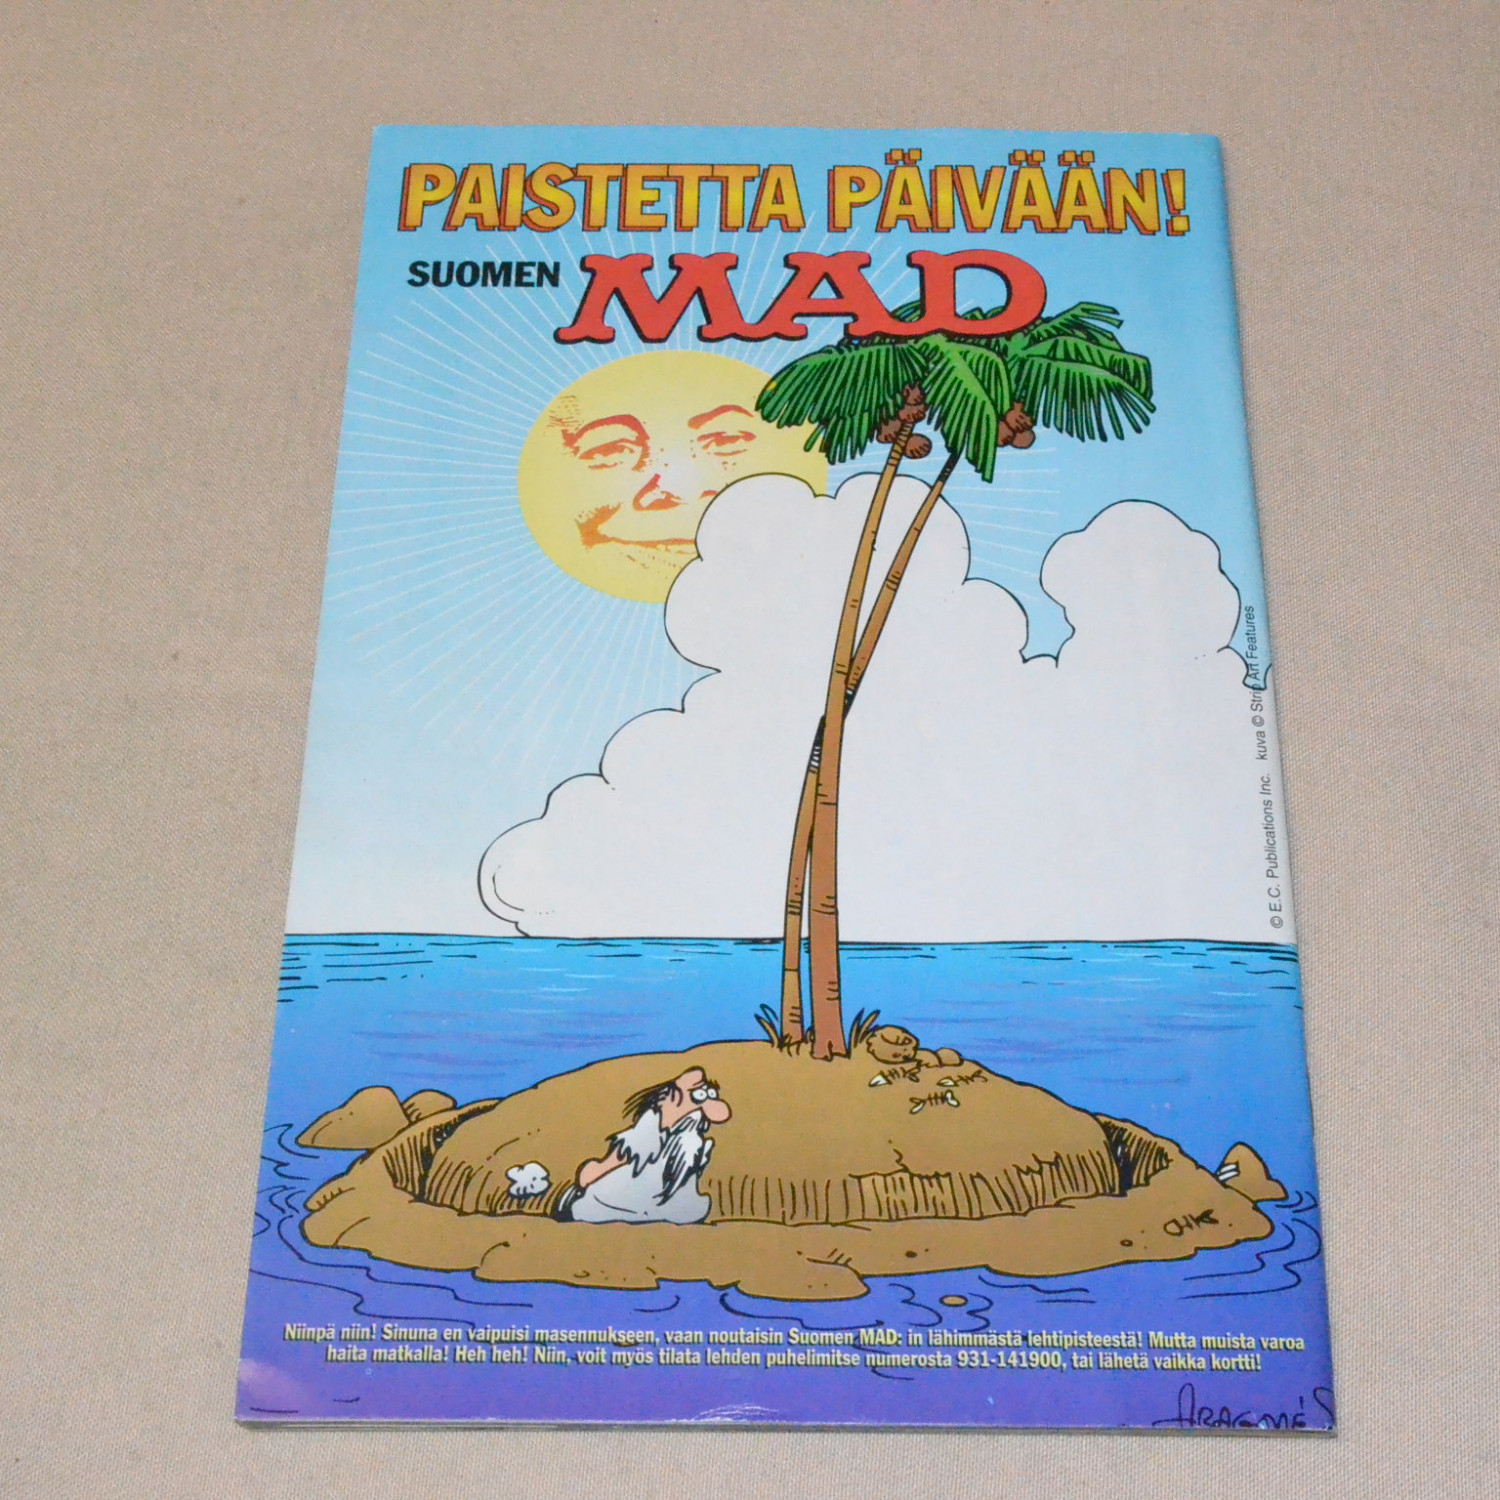 PAISTETTA PÄIVÄÄN!
SUOMEN MAD
© E.C. Publications Inc. kuva © Strip Art Features
Niinpä niin! Sinuna en vaipuisi masennukseen, vaan noutaisin Suomen MAD: in lähimmästä lehtipisteestä! Mutta muista varoa
haita matkalla! Heh heh! Niin, voit myös tilata lehden puhelimitse numerosta 931-141900, tai lähetä vaikka kortti!
ARAGONÉS